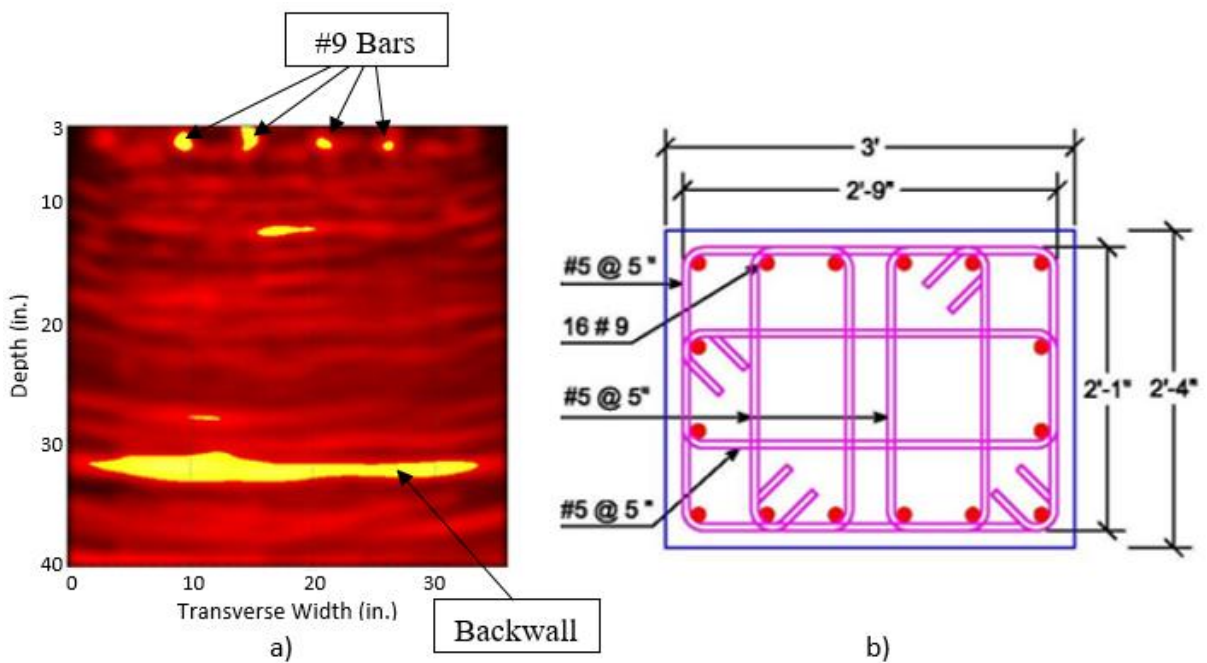 #9 Bars
3
10
20
30
40
Depth (in.)
0
10
20
30
Transverse Width (in.)
Backwall
a)
3'
2'-9"
#5 @ 5 "
16 # 9
#5 @ 5"
#5 @ 5 "
2'-1"
2'-4"
b)